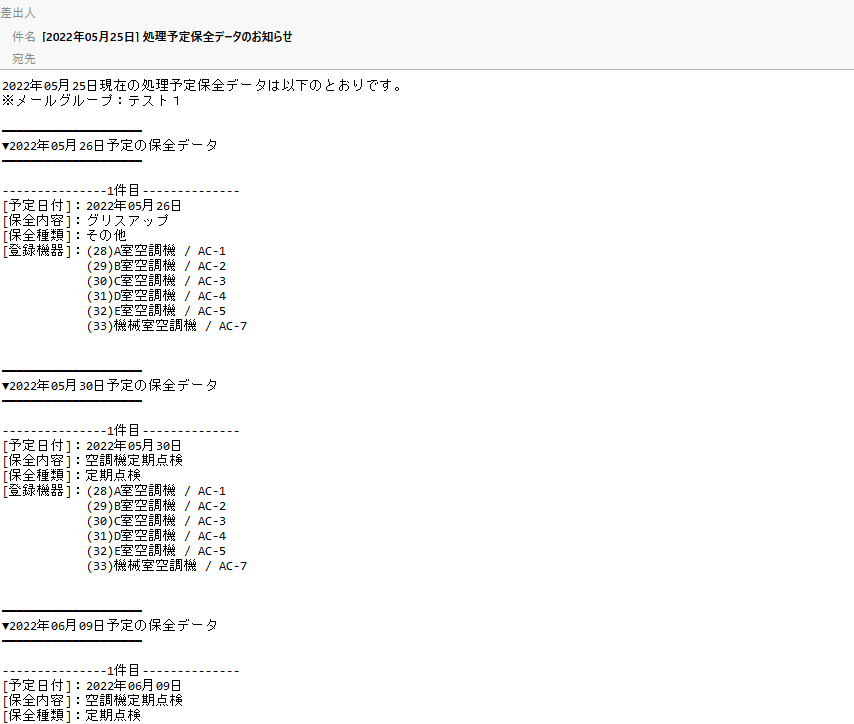 差出人
件名 [2022年05月25日] 処理予定保全データのお知らせ
宛先
2022年05月25日現在の処理予定保全データは以下のとおりです。
※メールグループ：テスト１
━━━━━━━━━━━━━━━━━━━━
▼2022年05月26日予定の保全データ
━━━━━━━━━━━━━━━━━━━━
---------------1件目--------------
[予定日付]：2022年05月26日
[保全内容]：グリスアップ
[保全種類]：その他
[登録機器]：(28)A室空調機 / AC-1
(29)B室空調機 / AC-2
(30)C室空調機 / AC-3
(31)D室空調機 / AC-4
(32)E室空調機 / AC-5
(33)機械室空調機 / AC-7
━━━━━━━━━━━━━━━━━━━━
▼2022年05月30日予定の保全データ
━━━━━━━━━━━━━━━━━━━━
---------------1件目--------------
[予定日付]：2022年05月30日
[保全内容]：空調機定期点検
[保全種類]：定期点検
[登録機器]：(28)A室空調機 / AC-1
(29)B室空調機 / AC-2
(30)C室空調機 / AC-3
(31)D室空調機 / AC-4
(32)E室空調機 / AC-5
(33)機械室空調機 / AC-7
━━━━━━━━━━━━━━━━━━━━
▼2022年06月09日予定の保全データ
━━━━━━━━━━━━━━━━━━━━
---------------1件目--------------
[予定日付]：2022年06月09日
[保全内容]：空調機定期点検
[保全種類]：定期点検